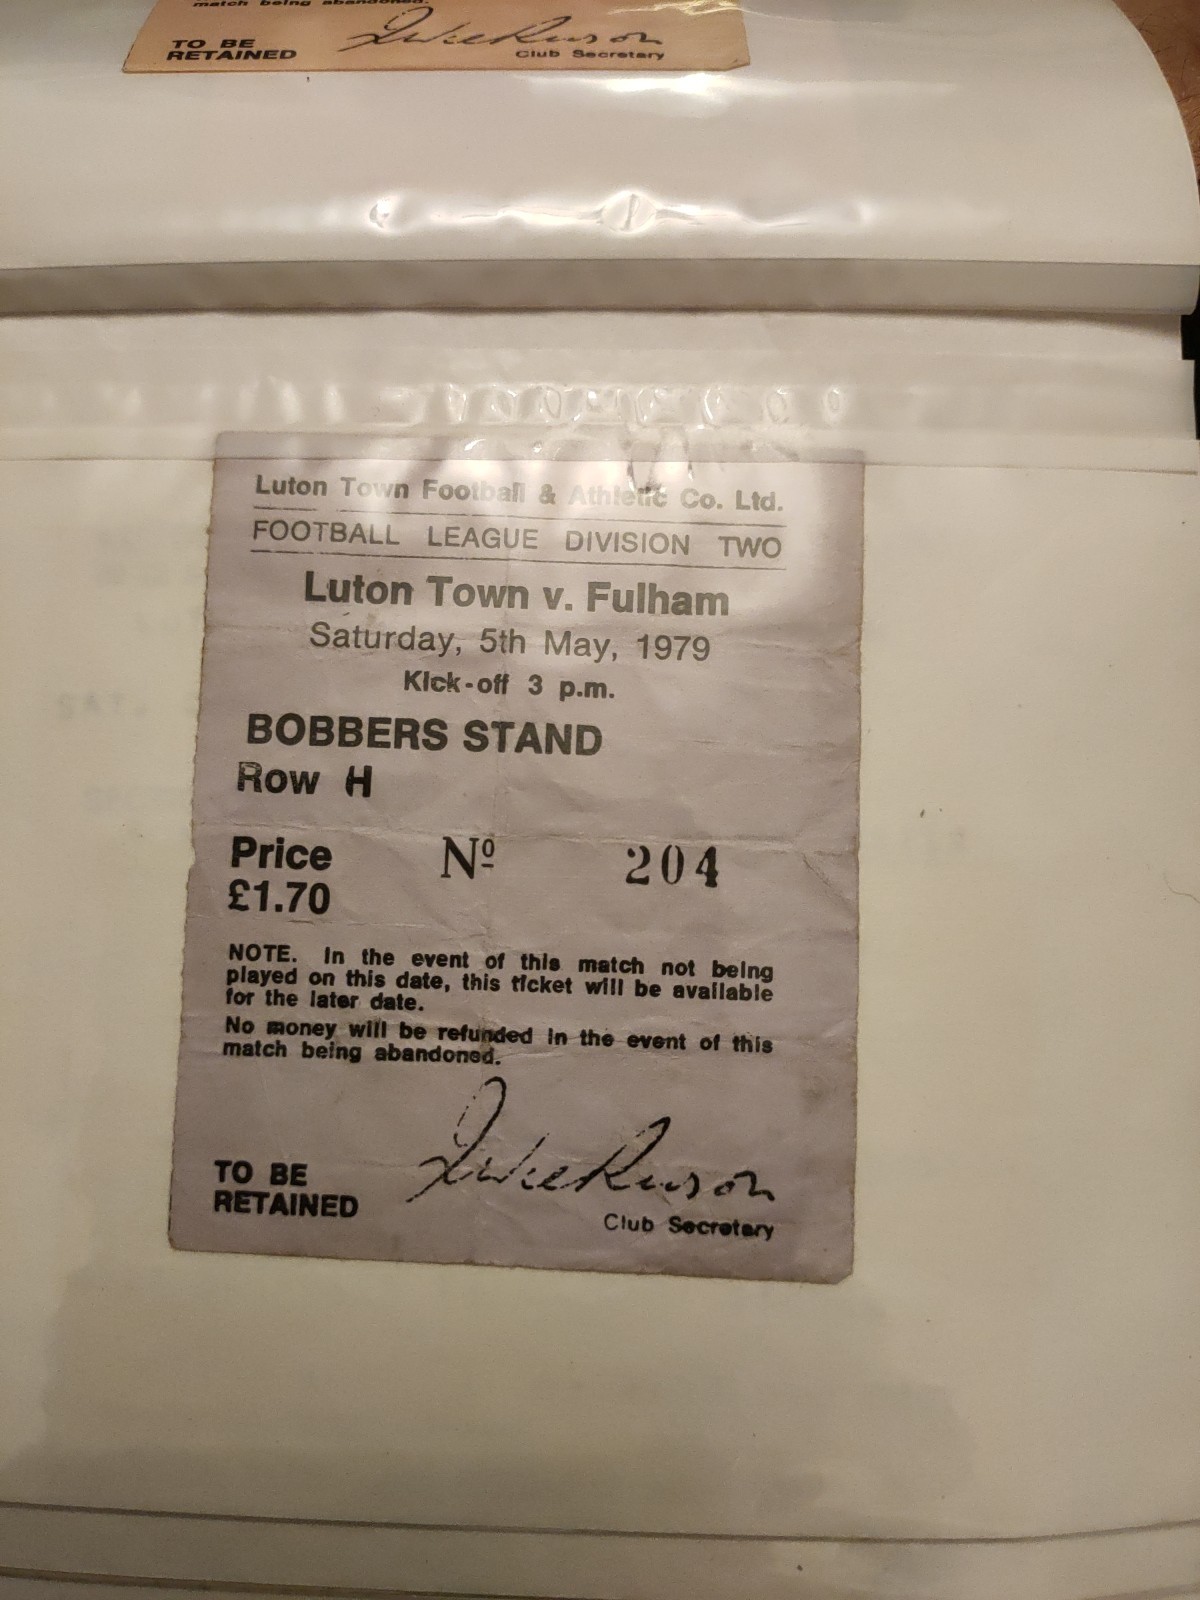 match being abandoned.
TO BE
RETAINED
Club Secretary
Luton Town Football & Athletic Co. Ltd.
FOOTBALL LEAGUE DIVISION TWO
Luton Town v. Fulham
Saturday, 5th May, 1979
Kick-off 3 p.m.
BOBBERS STAND
Row H
Price Nº 204
£1.70
NOTE. In the event of this match not being
played on this date, this ticket will be available
for the later date.
No money will be refunded in the event of this
match being abandoned.
TO BE
RETAINED
Club Secretary